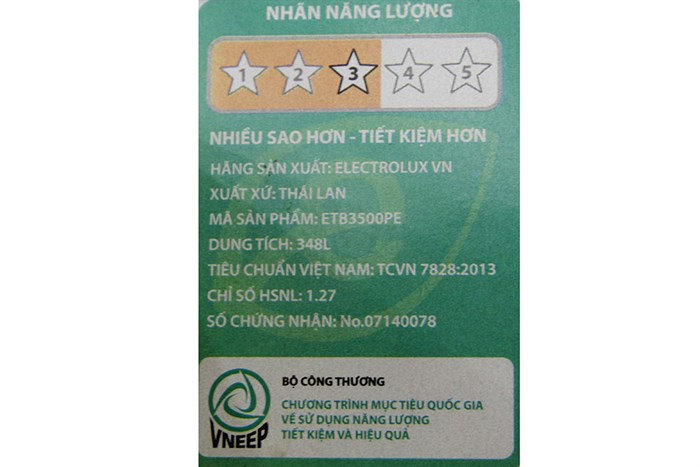 NHÃN NĂNG LƯỢNG
1 2 3 4 5
NHIỀU SAO HƠN - TIẾT KIỆM HƠN
HÃNG SẢN XUẤT: ELECTROLUX VN
XUẤT XỨ: THÁI LAN
MÃ SẢN PHẨM: ETB3500PE
DUNG TÍCH: 348L
TIÊU CHUẨN VIỆT NAM: TCVN 7828:2013
CHỈ SỐ HSNL: 1.27
SỐ CHỨNG NHẬN: No.07140078
BỘ CÔNG THƯƠNG
CHƯƠNG TRÌNH MỤC TIÊU QUỐC GIA
VỀ SỬ DỤNG NĂNG LƯỢNG
TIẾT KIỆM VÀ HIỆU QUẢ
VNEEP